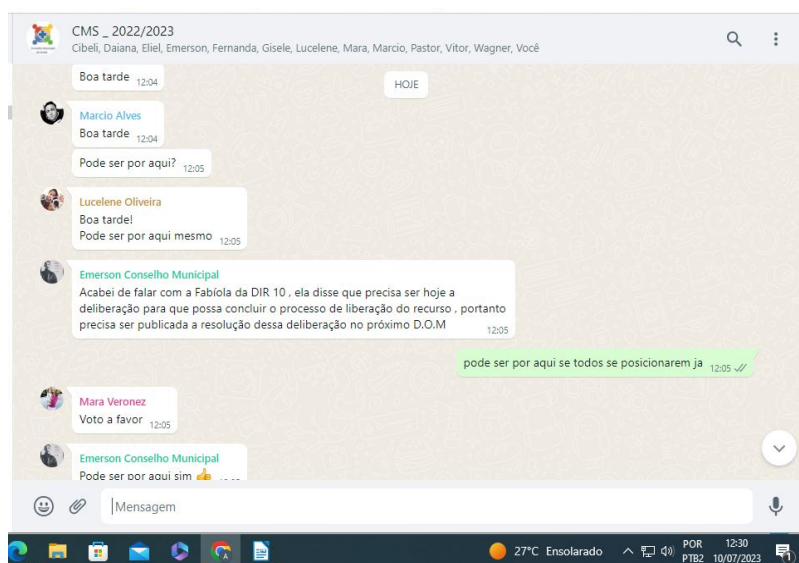 CMS _ 2022/2023
Cibeli, Daiana, Eliel, Emerson, Fernanda, Gisele, Lucelene, Mara, Marcio, Pastor, Vitor, Wagner, Você
Boa tarde 12:04
HOJE
Marcio Alves
Boa tarde 12:04
Pode ser por aqui? 12:05
Lucelene Oliveira
Boa tarde!
Pode ser por aqui mesmo 12:05
Emerson Conselho Municipal
Acabei de falar com a Fabíola da DIR 10 , ela disse que precisa ser hoje a
deliberação para que possa concluir o processo de liberação do recurso , portanto
precisa ser publicada a resolução dessa deliberação no próximo D.O.M 12:05
pode ser por aqui se todos se posicionarem ja 12:05
Mara Veronez
Voto a favor 12:05
Emerson Conselho Municipal
Pode ser por aqui sim 👍
Mensagem
27°C Ensolarado POR 12:30
PTB2 10/07/2023